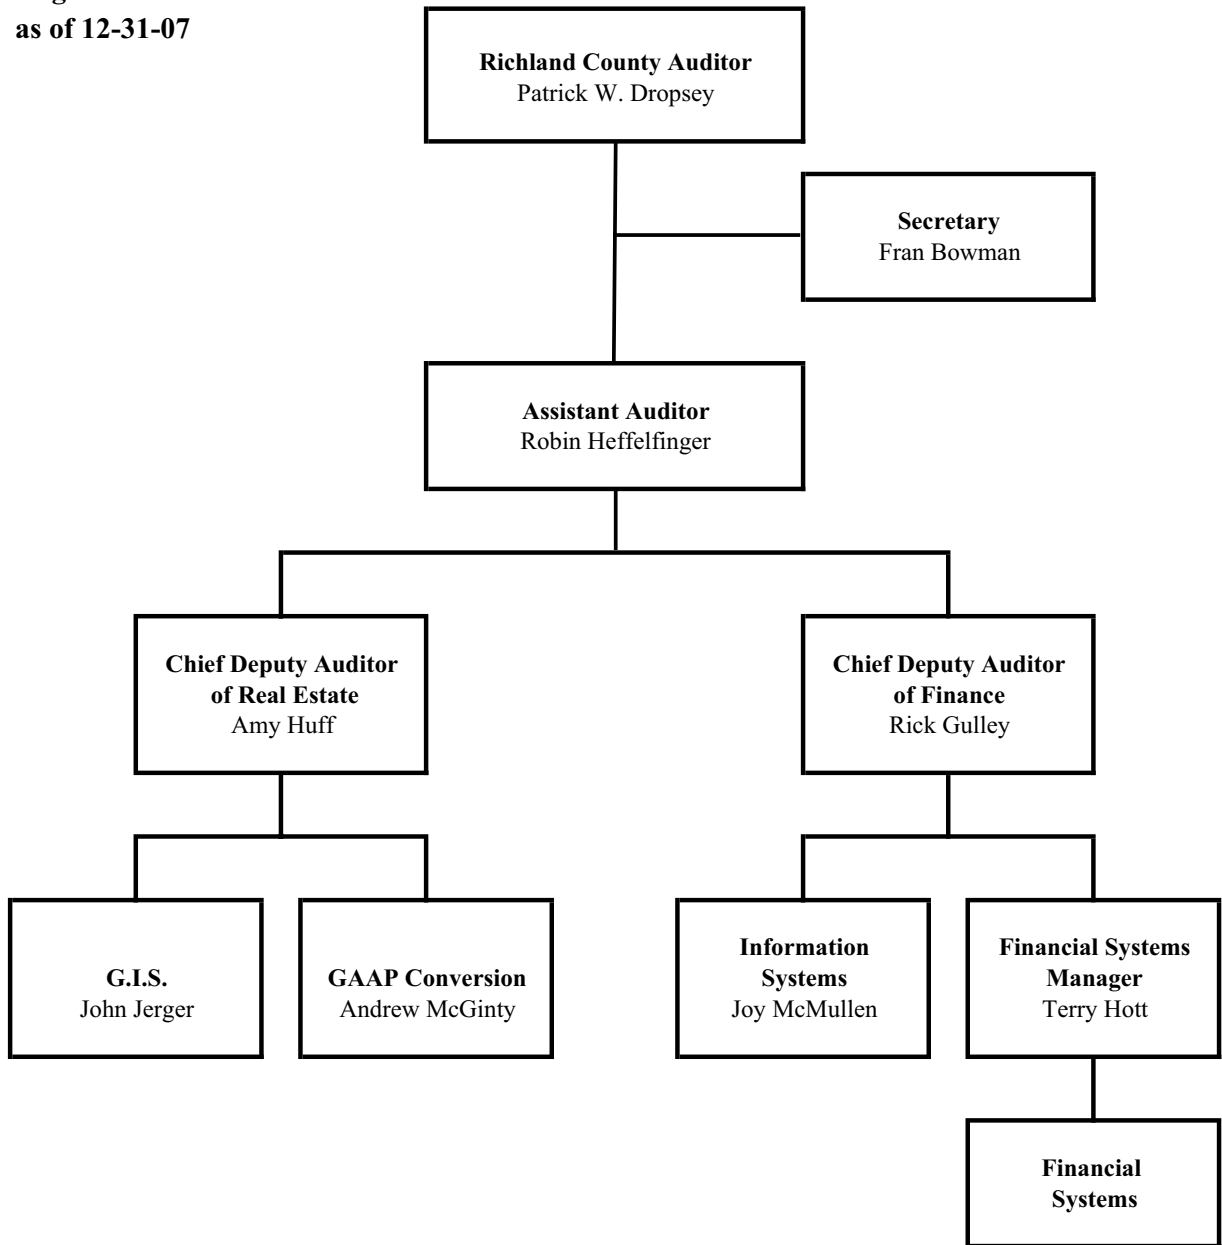 as of 12-31-07
Richland County Auditor
Patrick W. Dropsey
Secretary
Fran Bowman
Assistant Auditor
Robin Heffelfinger
Chief Deputy Auditor
of Real Estate
Amy Huff
Chief Deputy Auditor
of Finance
Rick Gulley
G.I.S.
John Jerger
GAAP Conversion
Andrew McGinty
Information
Systems
Joy McMullen
Financial Systems
Manager
Terry Hott
Financial
Systems